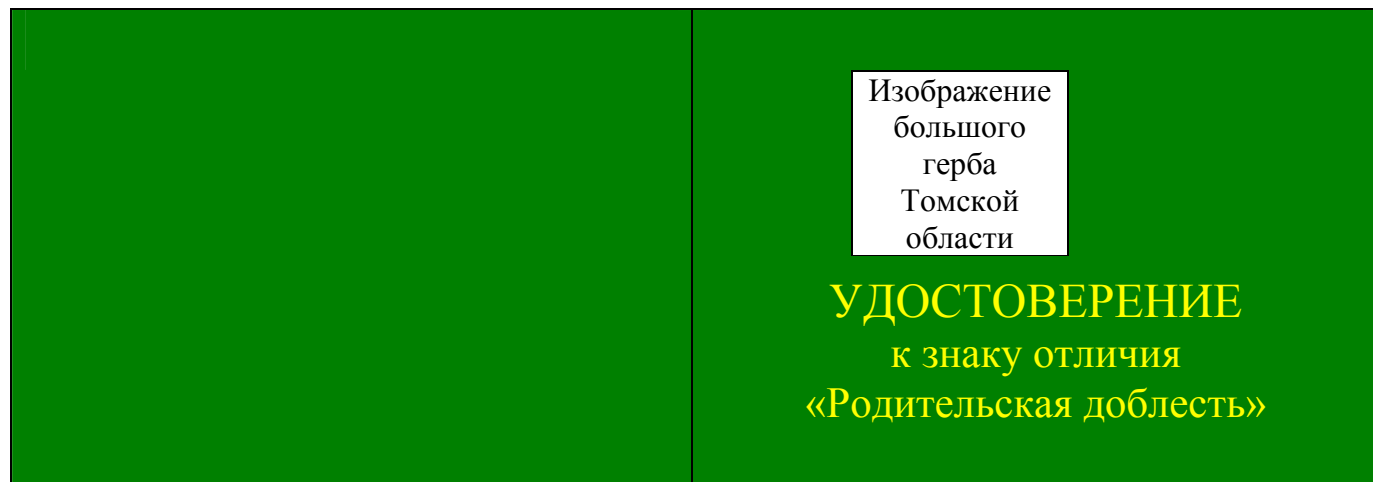 Изображение
большого
герба
Томской
области
УДОСТОВЕРЕНИЕ
к знаку отличия
«Родительская доблесть»